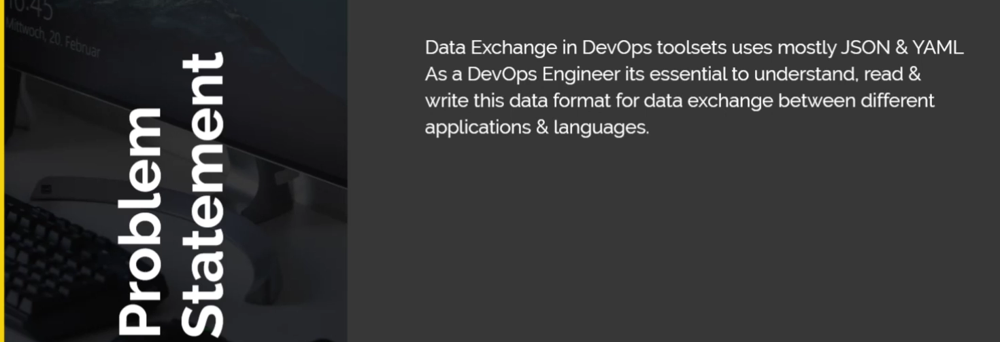 10:45
Mittwoch, 20. Februar
Problem
Statement
Data Exchange in DevOps toolsets uses mostly JSON & YAML
As a DevOps Engineer its essential to understand, read &
write this data format for data exchange between different
applications & languages.